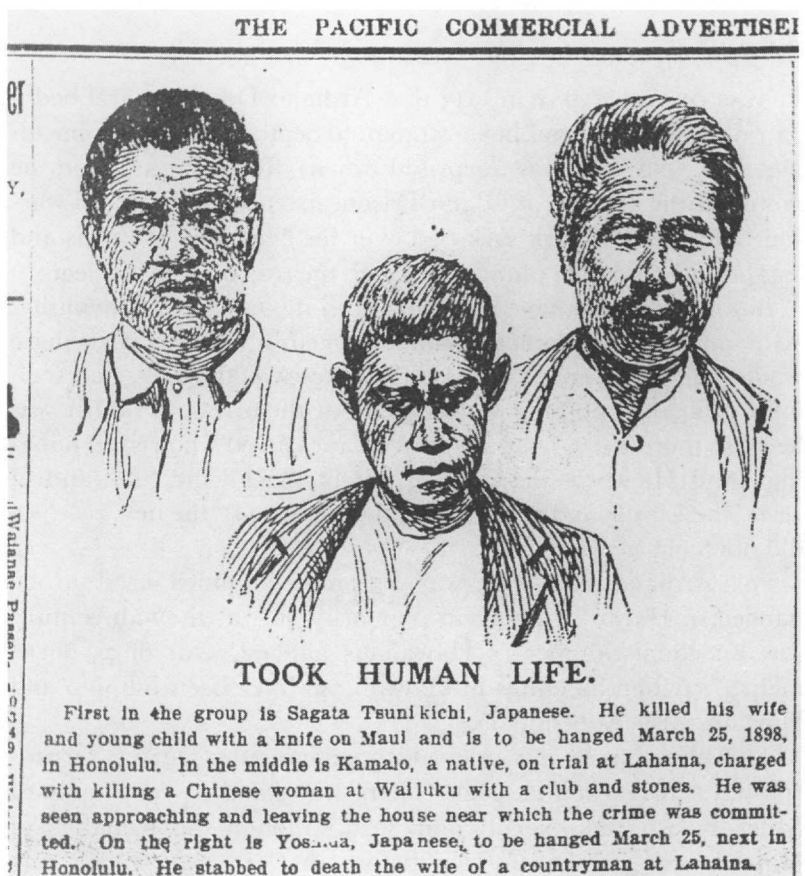 THE PACIFIC COMMERCIAL ADVERTISE
er
Y,
TOOK HUMAN LIFE.
First in the group is Sagata Tsunikichi, Japanese. He killed his wife
and young child with a knife on Maui and is to be hanged March 25, 1898,
in Honolulu. In the middle is Kamalo, a native, on trial at Lahaina, charged
with killing a Chinese woman at Wailuku with a club and stones. He was
seen approaching and leaving the house near which the crime was commit-
ted. On the right is Japanese, to be hanged March 25, next in
Honolulu. He stabbed to death the wife of a countryman at Lahaina.